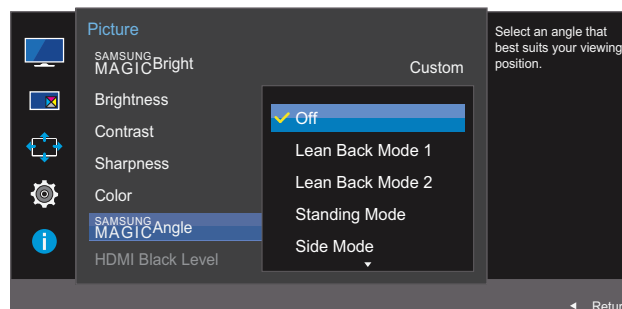 Picture
SAMSUNG
MAGICBright
Custom
Brightness
Contrast
Sharpness
Color
SAMSUNG
MAGICAngle
HDMI Black Level
Off
Lean Back Mode 1
Lean Back Mode 2
Standing Mode
Side Mode
Select an angle that
best suits your viewing
position.
Retur